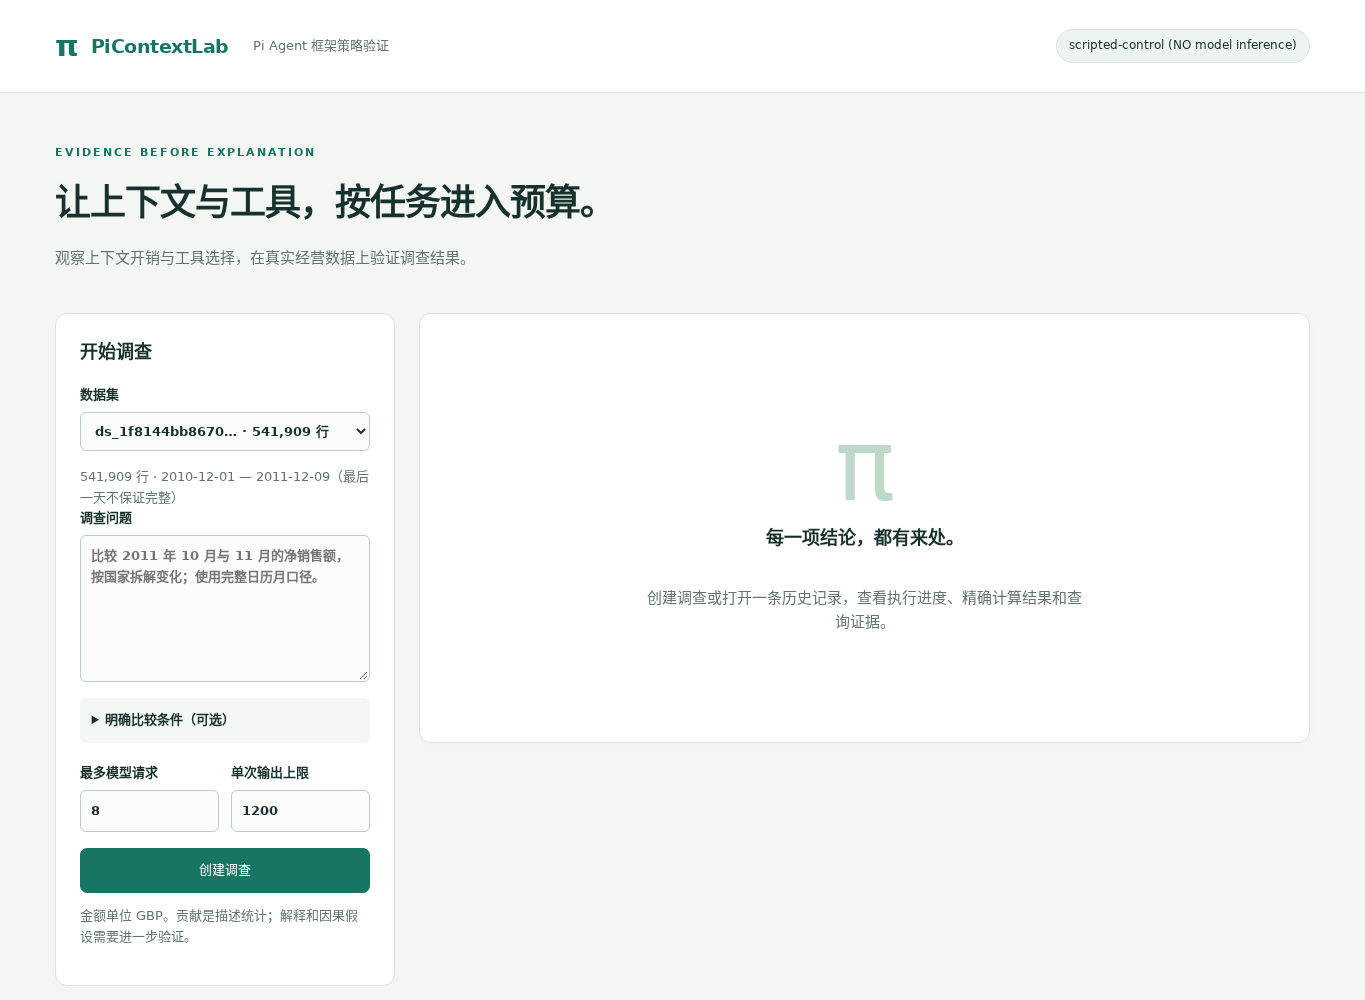 π PiContextLab Pi Agent 框架策略验证
scripted-control (NO model inference)
EVIDENCE BEFORE EXPLANATION
让上下文与工具，按任务进入预算。
观察上下文开销与工具选择，在真实经营数据上验证调查结果。
开始调查
数据集
ds_1f8144bb8670… · 541,909 行
541,909 行 · 2010-12-01 — 2011-12-09（最后
一天不保证完整）
调查问题
比较 2011 年 10 月与 11 月的净销售额，
按国家拆解变化；使用完整日历月口径。
▶ 明确比较条件（可选）
最多模型请求 单次输出上限
8 1200
创建调查
金额单位 GBP。贡献是描述统计；解释和因果假
设需要进一步验证。
π
每一项结论，都有来处。
创建调查或打开一条历史记录，查看执行进度、精确计算结果和查
询证据。